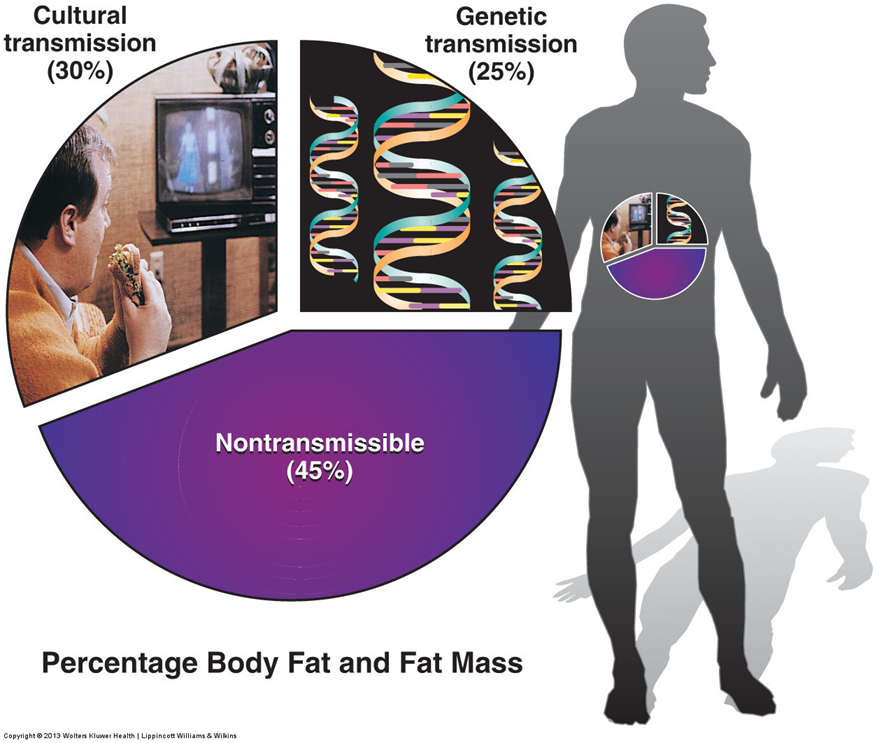 Cultural
transmission
(30%)
Genetic
transmission
(25%)
Nontransmissible
(45%)
Percentage Body Fat and Fat Mass
Copyright © 2013 Wolters Kluwer Health | Lippincott Williams & Wilkins